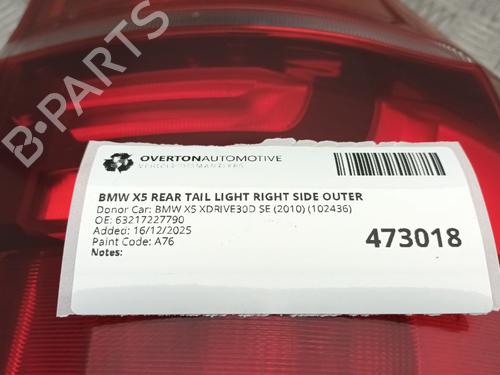 B-PARTS
OVERTONAUTOMOTIVE
VEHICLE DISMANTLERS
BMW X5 REAR TAIL LIGHT RIGHT SIDE OUTER
Donor Car: BMW X5 XDRIVE30D SE (2010) (102436)
OE: 63217227790
Added: 16/12/2025
Paint Code: A76
Notes:
473018